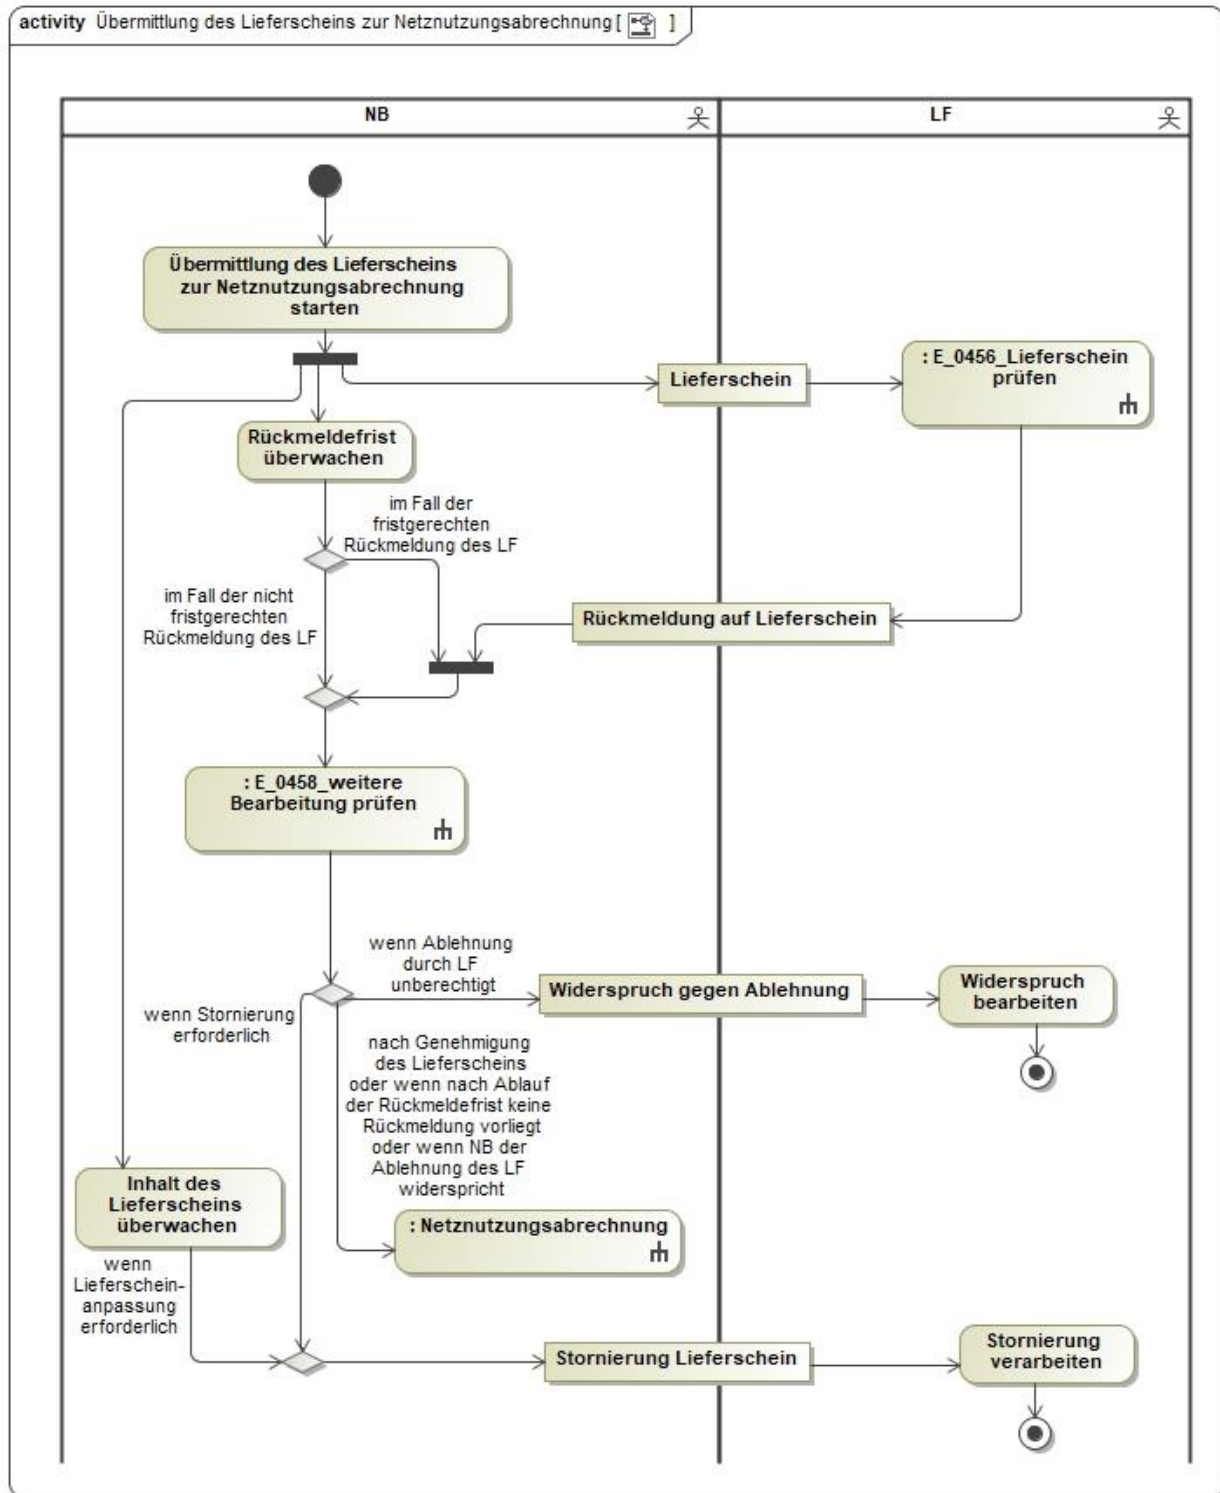 activity Übermittlung des Lieferscheins zur Netznutzungsabrechnung [ ]
NB
LF
Übermittlung des Lieferscheins
zur Netznutzungsabrechnung
starten
Lieferschein
: E_0456_Lieferschein
prüfen
Rückmeldefrist
überwachen
im Fall der
fristgerechten
Rückmeldung des LF
im Fall der nicht
fristgerechten
Rückmeldung des LF
Rückmeldung auf Lieferschein
: E_0458_weitere
Bearbeitung prüfen
wenn Ablehnung
durch LF
unberechtigt
Widerspruch gegen Ablehnung
Widerspruch
bearbeiten
wenn Stornierung
erforderlich
nach Genehmigung
des Lieferscheins
oder wenn nach Ablauf
der Rückmeldefrist keine
Rückmeldung vorliegt
oder wenn NB der
Ablehnung des LF
widerspricht
Inhalt des
Lieferscheins
überwachen
: Netznutzungsabrechnung
wenn
Lieferschein-
anpassung
erforderlich
Stornierung Lieferschein
Stornierung
verarbeiten